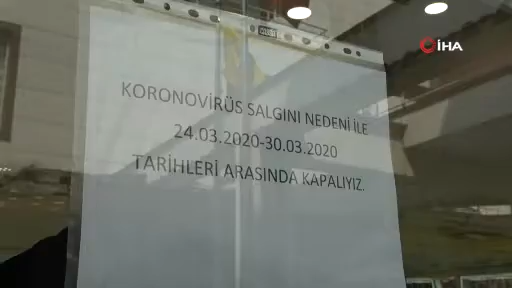 İHA
KORONOVİRÜS SALGINI NEDENİ İLE
24.03.2020-30.03.2020
TARİHLERİ ARASINDA KAPALIYIZ.